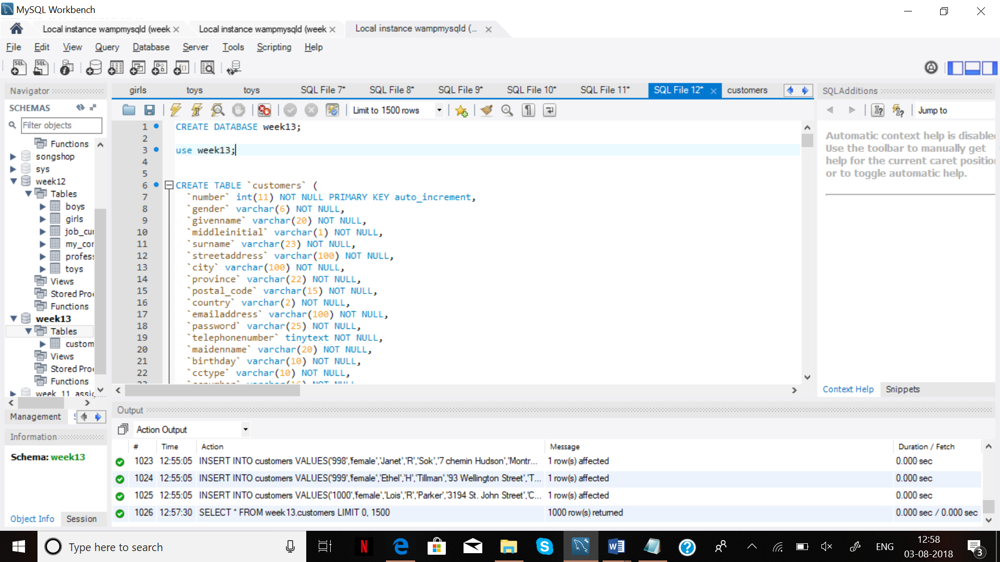 MySQL Workbench
Local instance wampmysqld (week
Local instance wampmysqld (week
Local instance wampmysqld (...
File Edit View Query Database Server Tools Scripting Help
Navigator
girls toys toys SQL File 7* SQL File 8* SQL File 9* SQL File 10* SQL File 11* SQL File 12* customers
SQLAdditions
SCHEMAS
Limit to 1500 rows
Jump to
Filter objects
Functions
songshop
sys
week12
Tables
boys
girls
job_cur
my_cor
profes
toys
Views
Stored Pro
Functions
week13
Tables
custom
Views
Stored Pro
Functions
week_11_assig
Management
Information
Schema: week13
Object Info Session
1 CREATE DATABASE week13;
2
3 use week13;
4
5
6 CREATE TABLE `customers` (
7 `number` int(11) NOT NULL PRIMARY KEY auto_increment,
8 `gender` varchar(6) NOT NULL,
9 `givenname` varchar(20) NOT NULL,
10 `middleinitial` varchar(1) NOT NULL,
11 `surname` varchar(23) NOT NULL,
12 `streetaddress` varchar(100) NOT NULL,
13 `city` varchar(100) NOT NULL,
14 `province` varchar(22) NOT NULL,
15 `postal_code` varchar(15) NOT NULL,
16 `country` varchar(2) NOT NULL,
17 `emailaddress` varchar(100) NOT NULL,
18 `password` varchar(25) NOT NULL,
19 `telephonenumber` tinytext NOT NULL,
20 `maidenname` varchar(20) NOT NULL,
21 `birthday` varchar(10) NOT NULL,
22 `cctype` varchar(10) NOT NULL,
Automatic context help is disable
Use the toolbar to manually get
help for the current caret position
or to toggle automatic help.
Context Help Snippets
Output
Action Output
# Time Action Message Duration / Fetch
1023 12:55:05 INSERT INTO customers VALUES('998','female','Janet','R','Sok','7 chemin Hudson','Montr... 1 row(s) affected 0.000 sec
1024 12:55:05 INSERT INTO customers VALUES('999','female','Ethel','H','Tillman','93 Wellington Street','T... 1 row(s) affected 0.000 sec
1025 12:55:05 INSERT INTO customers VALUES('1000','female','Lois','R','Parker','3194 St. John Street','C... 1 row(s) affected 0.000 sec
1026 12:57:30 SELECT * FROM week13.customers LIMIT 0, 1500 1000 row(s) returned 0.000 sec / 0.000 sec
Type here to search
ENG
12:58
03-08-2018
3